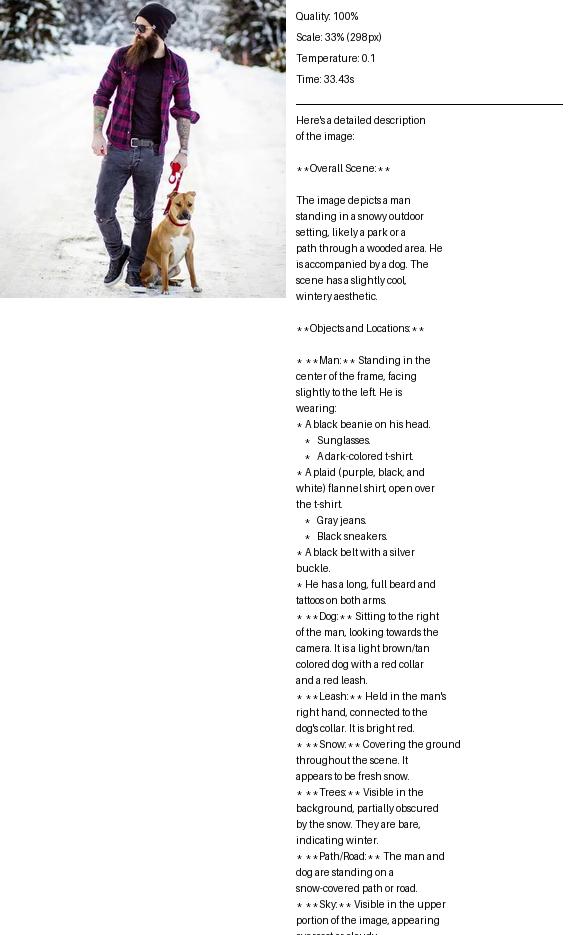 Quality: 100%
Scale: 33% (298px)
Temperature: 0.1
Time: 33.43s
Here's a detailed description
of the image:
**Overall Scene:**
The image depicts a man
standing in a snowy outdoor
setting, likely a park or a
path through a wooded area. He
is accompanied by a dog. The
scene has a slightly cool,
wintery aesthetic.
**Objects and Locations:**
* **Man:** Standing in the
center of the frame, facing
slightly to the left. He is
wearing:
* A black beanie on his head.
* Sunglasses.
* A dark-colored t-shirt.
* A plaid (purple, black, and
white) flannel shirt, open over
the t-shirt.
* Gray jeans.
* Black sneakers.
* A black belt with a silver
buckle.
* He has a long, full beard and
tattoos on both arms.
* **Dog:** Sitting to the right
of the man, looking towards the
camera. It is a light brown/tan
colored dog with a red collar
and a red leash.
* **Leash:** Held in the man's
right hand, connected to the
dog's collar. It is bright red.
* **Snow:** Covering the ground
throughout the scene. It
appears to be fresh snow.
* **Trees:** Visible in the
background, partially obscured
by the snow. They are bare,
indicating winter.
* **Path/Road:** The man and
dog are standing on a
snow-covered path or road.
* **Sky:** Visible in the upper
portion of the image, appearing